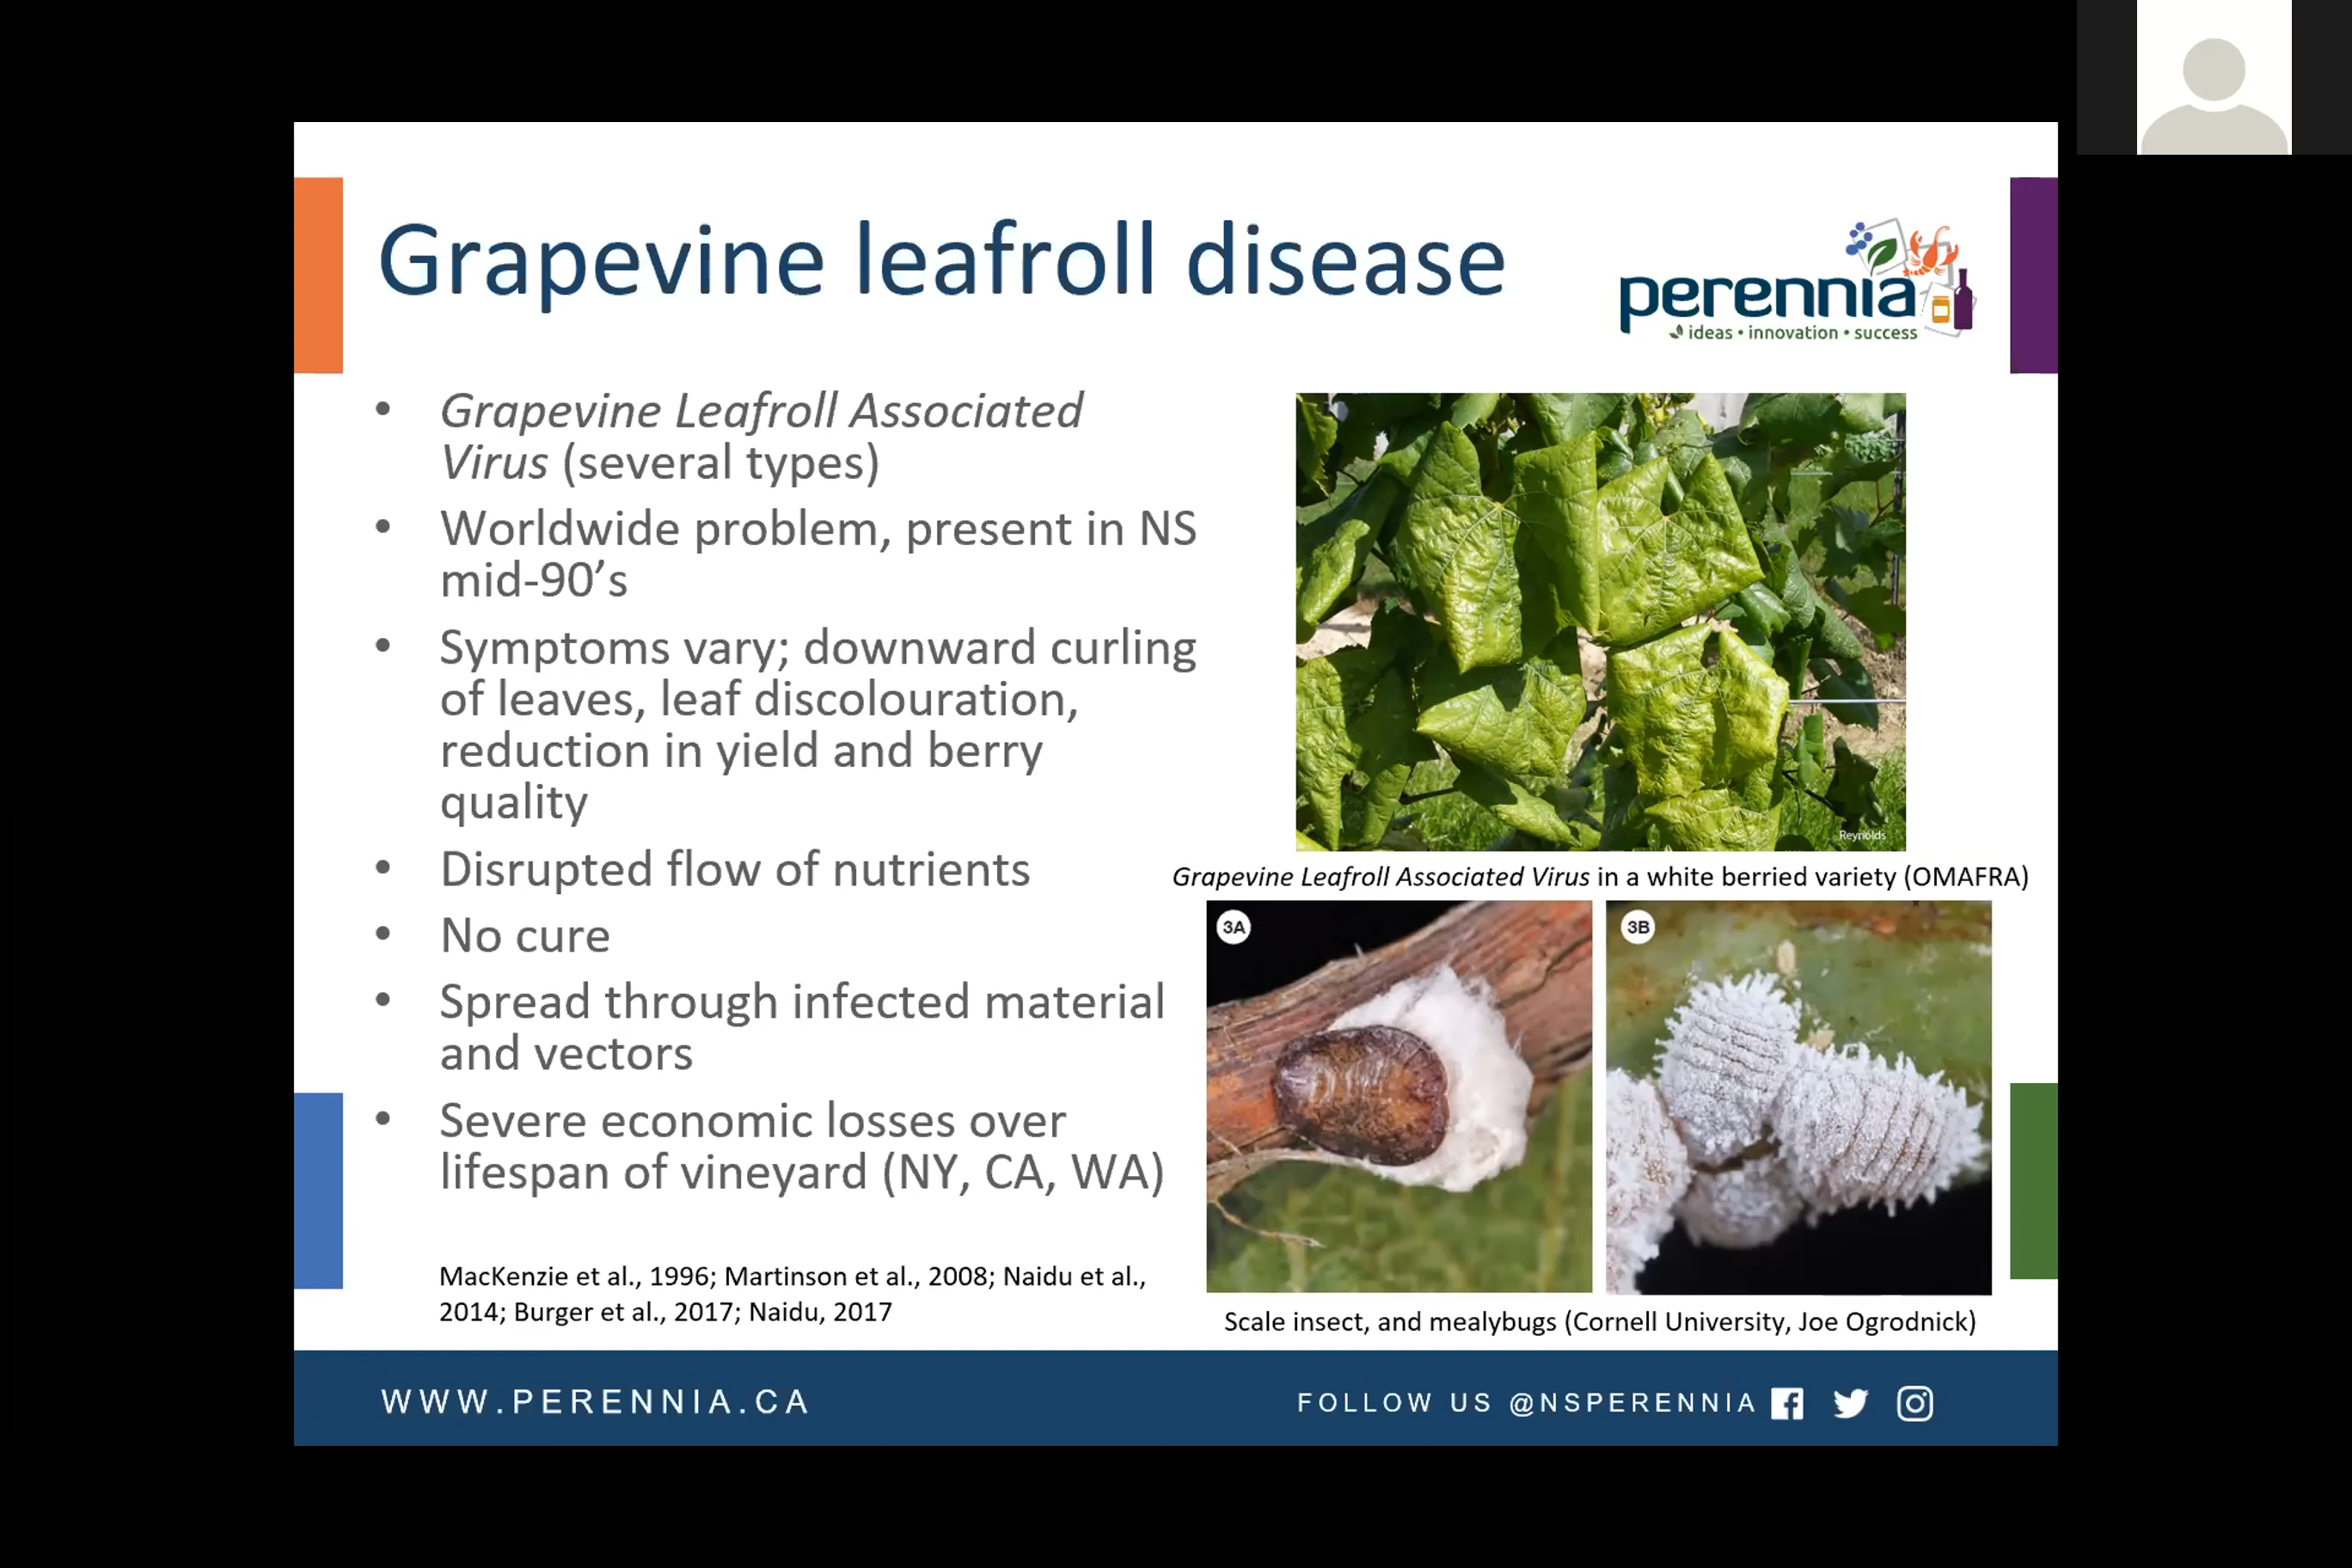 Grapevine leafroll disease
perennia
ideas • innovation • success
• Grapevine Leafroll Associated
Virus (several types)
• Worldwide problem, present in NS
mid-90’s
• Symptoms vary; downward curling
of leaves, leaf discolouration,
reduction in yield and berry
quality
• Disrupted flow of nutrients
• No cure
• Spread through infected material
and vectors
• Severe economic losses over
lifespan of vineyard (NY, CA, WA)
MacKenzie et al., 1996; Martinson et al., 2008; Naidu et al.,
2014; Burger et al., 2017; Naidu, 2017
Reynolds
Grapevine Leafroll Associated Virus in a white berried variety (OMAFRA)
3A
3B
Scale insect, and mealybugs (Cornell University, Joe Ogrodnick)
WWW.PERENNIA.CA
FOLLOW US @NSPERENNIA